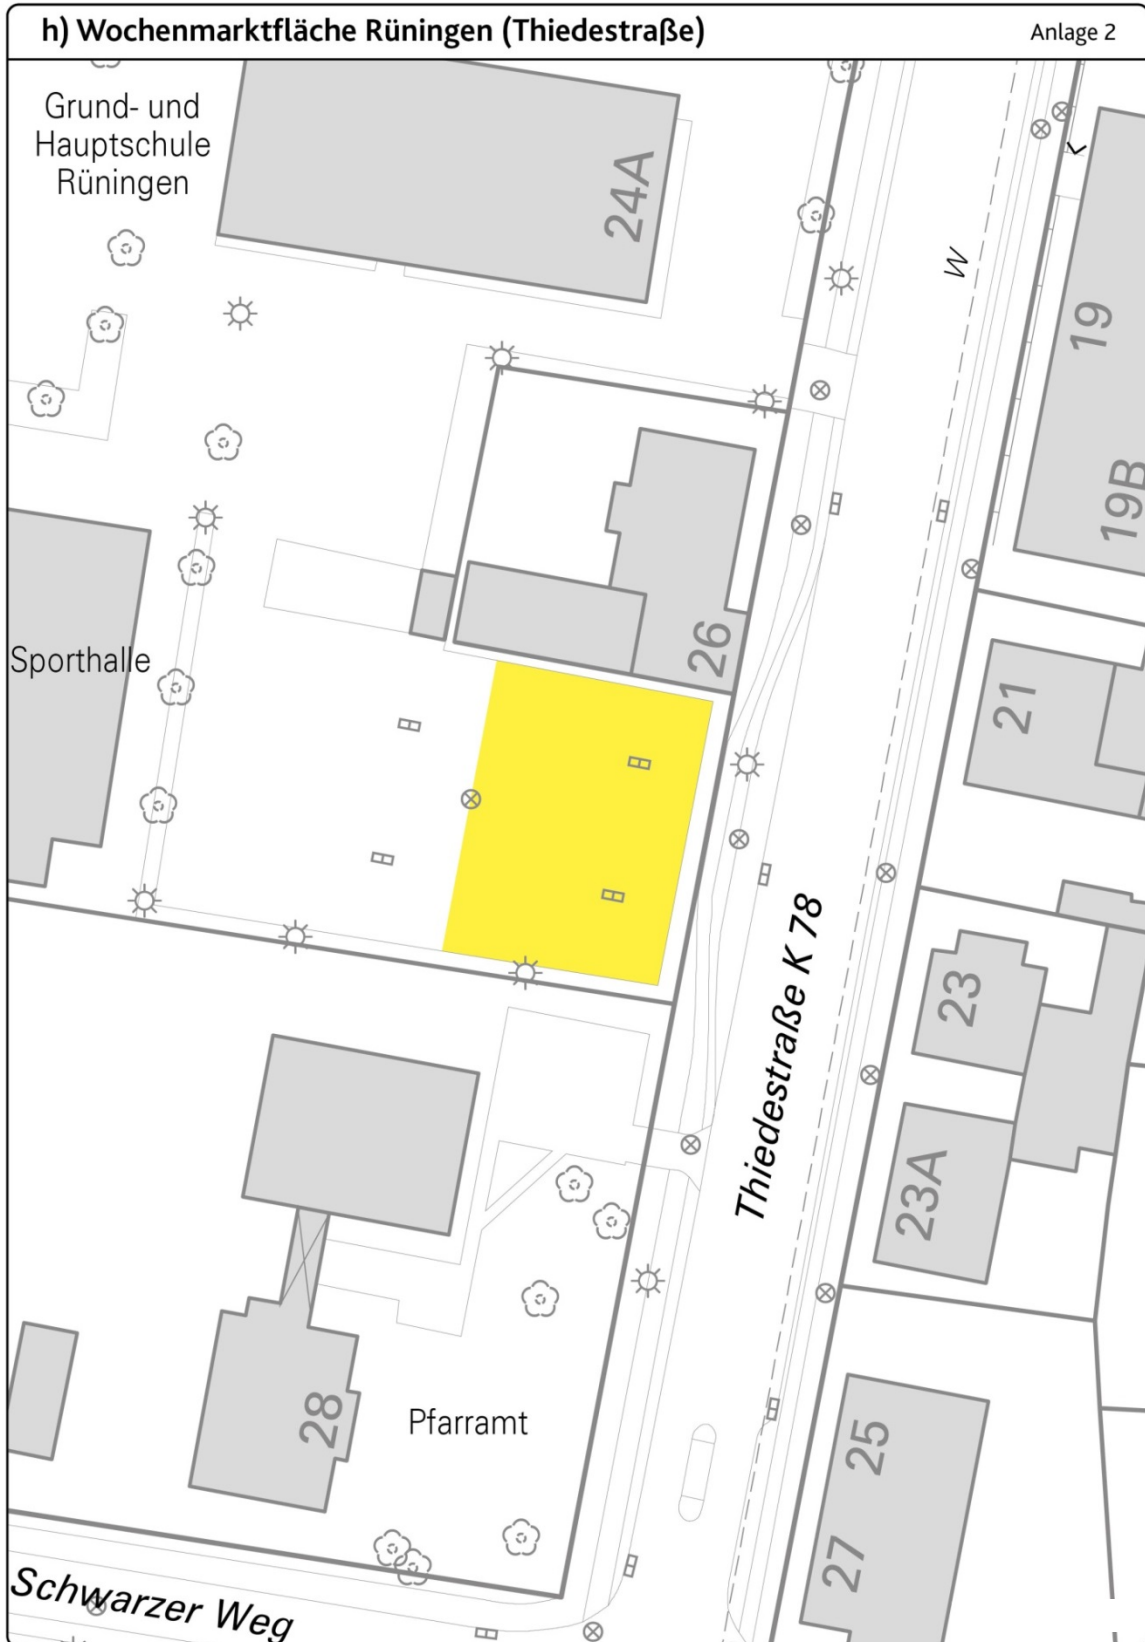 h) Wochenmarktfläche Rüningen (Thiedestraße)
Anlage 2
Grund- und
Hauptschule
Rüningen
24A
W
19
19B
Sporthalle
26
21
Thiedestraße K 78
23
23A
28
Pfarramt
25
27
Schwarzer Weg